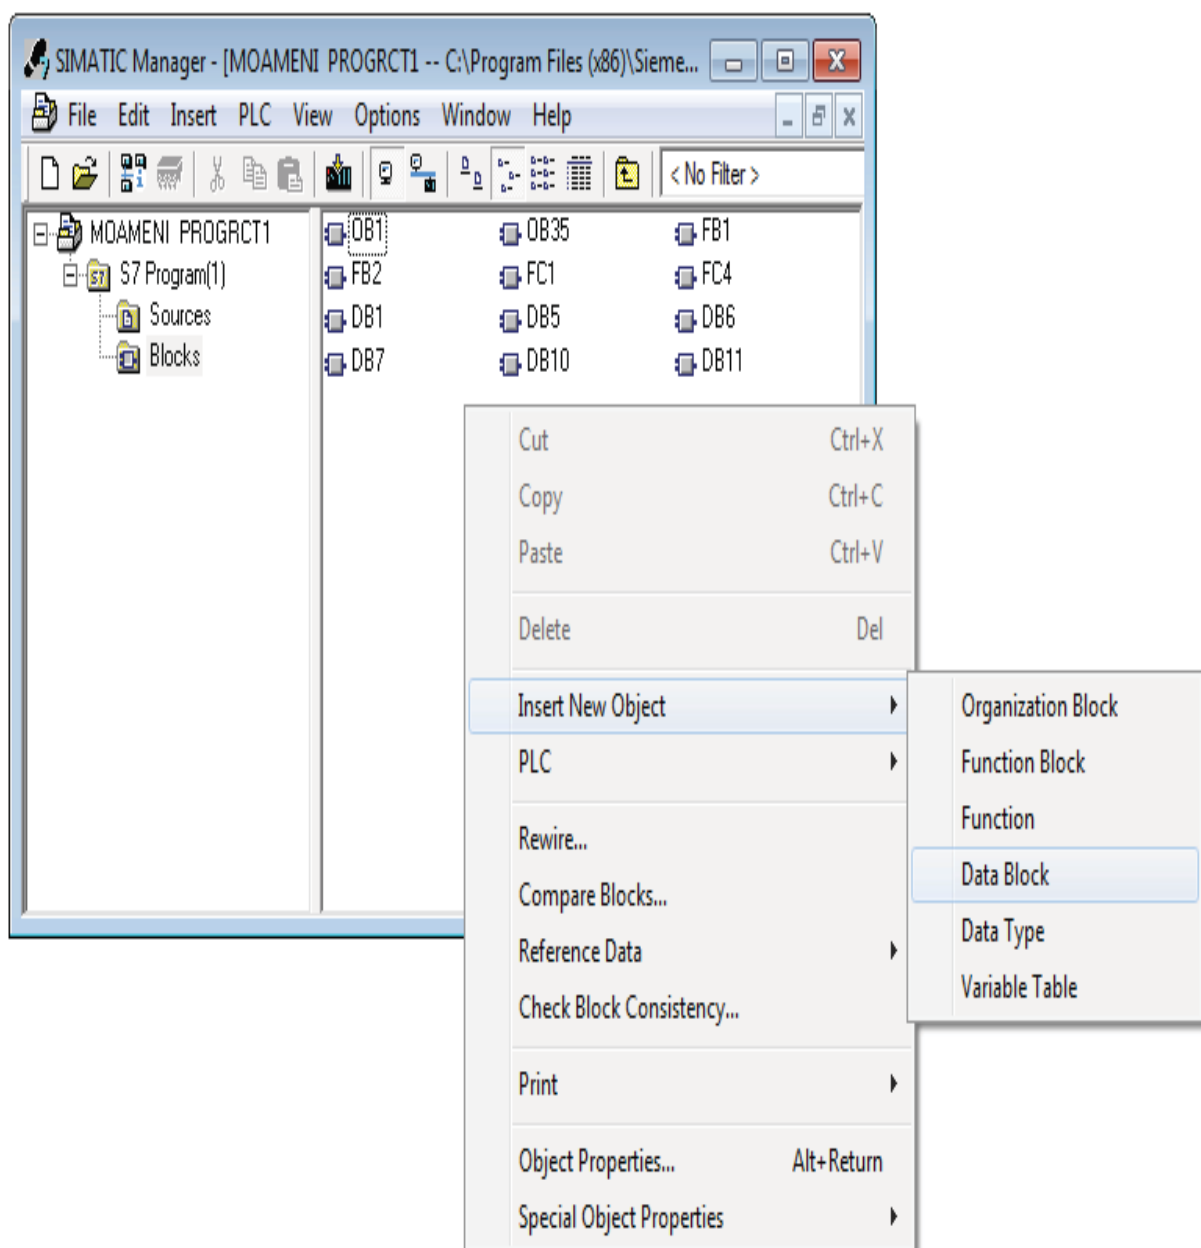 SIMATIC Manager - [MOAMENI PROGRCT1 -- C:\Program Files (x86)\Sieme...
File Edit Insert PLC View Options Window Help
< No Filter >
MOAMENI PROGRCT1
S7 Program(1)
Sources
Blocks
OB1 OB35 FB1
FB2 FC1 FC4
DB1 DB5 DB6
DB7 DB10 DB11
Cut Ctrl+X
Copy Ctrl+C
Paste Ctrl+V
Delete Del
Insert New Object
PLC
Rewire...
Compare Blocks...
Reference Data
Check Block Consistency...
Print
Object Properties... Alt+Return
Special Object Properties
Organization Block
Function Block
Function
Data Block
Data Type
Variable Table